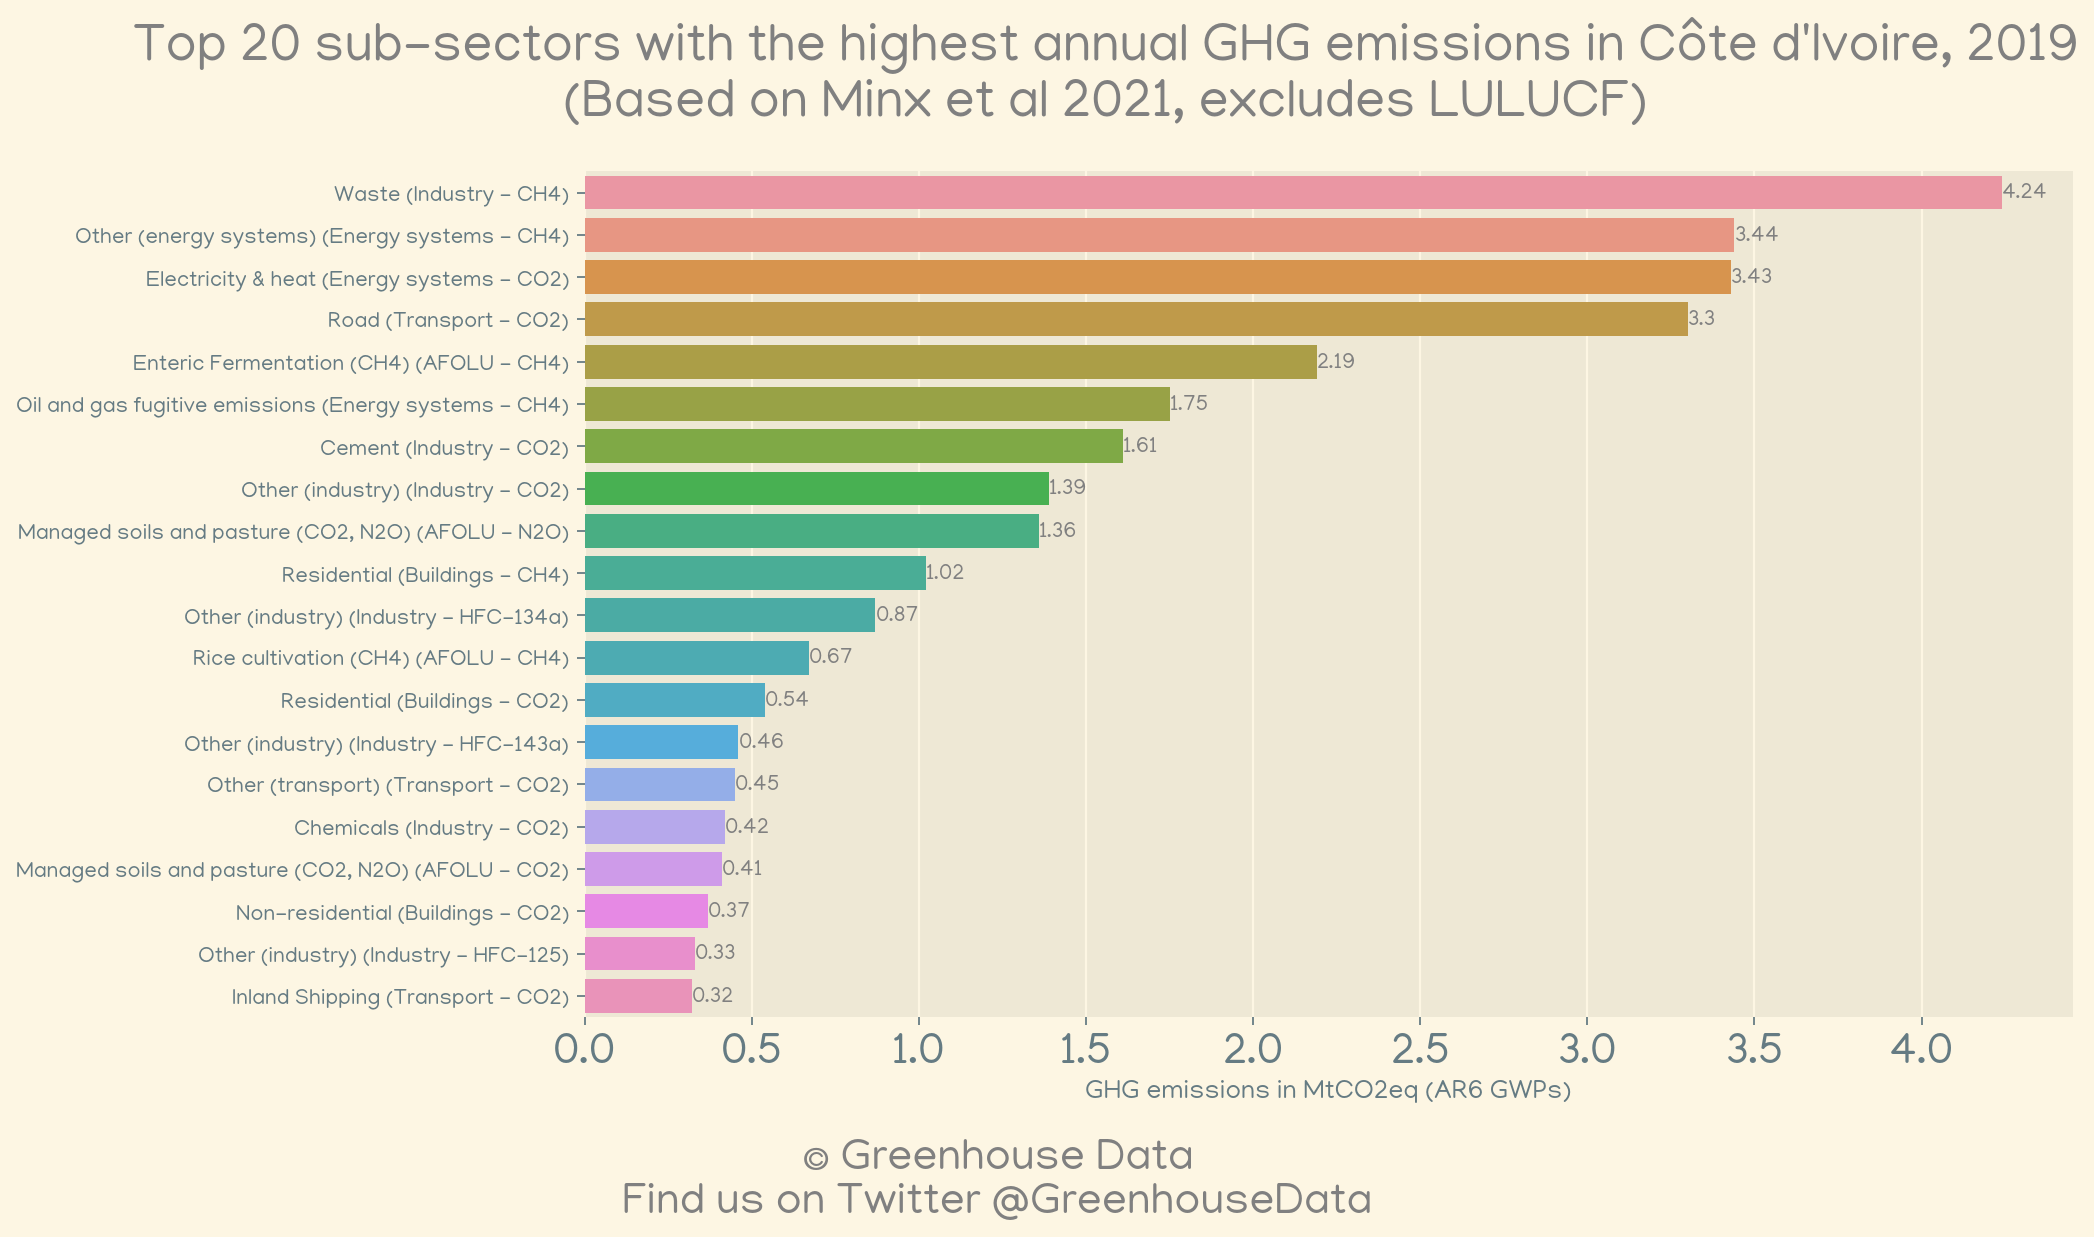 Top 20 sub-sectors with the highest annual GHG emissions in Côte d'Ivoire, 2019
(Based on Minx et al 2021, excludes LULUCF)
Waste (Industry - CH4) 4.24
Other (energy systems) (Energy systems - CH4) 3.44
Electricity & heat (Energy systems - CO2) 3.43
Road (Transport - CO2) 3.3
Enteric Fermentation (CH4) (AFOLU - CH4) 2.19
Oil and gas fugitive emissions (Energy systems - CH4) 1.75
Cement (Industry - CO2) 1.61
Other (industry) (Industry - CO2) 1.39
Managed soils and pasture (CO2, N2O) (AFOLU - N2O) 1.36
Residential (Buildings - CH4) 1.02
Other (industry) (Industry - HFC-134a) 0.87
Rice cultivation (CH4) (AFOLU - CH4) 0.67
Residential (Buildings - CO2) 0.54
Other (industry) (Industry - HFC-143a) 0.46
Other (transport) (Transport - CO2) 0.45
Chemicals (Industry - CO2) 0.42
Managed soils and pasture (CO2, N2O) (AFOLU - CO2) 0.41
Non-residential (Buildings - CO2) 0.37
Other (industry) (Industry - HFC-125) 0.33
Inland Shipping (Transport - CO2) 0.32
0.0 0.5 1.0 1.5 2.0 2.5 3.0 3.5 4.0
GHG emissions in MtCO2eq (AR6 GWPs)
© Greenhouse Data
Find us on Twitter @GreenhouseData